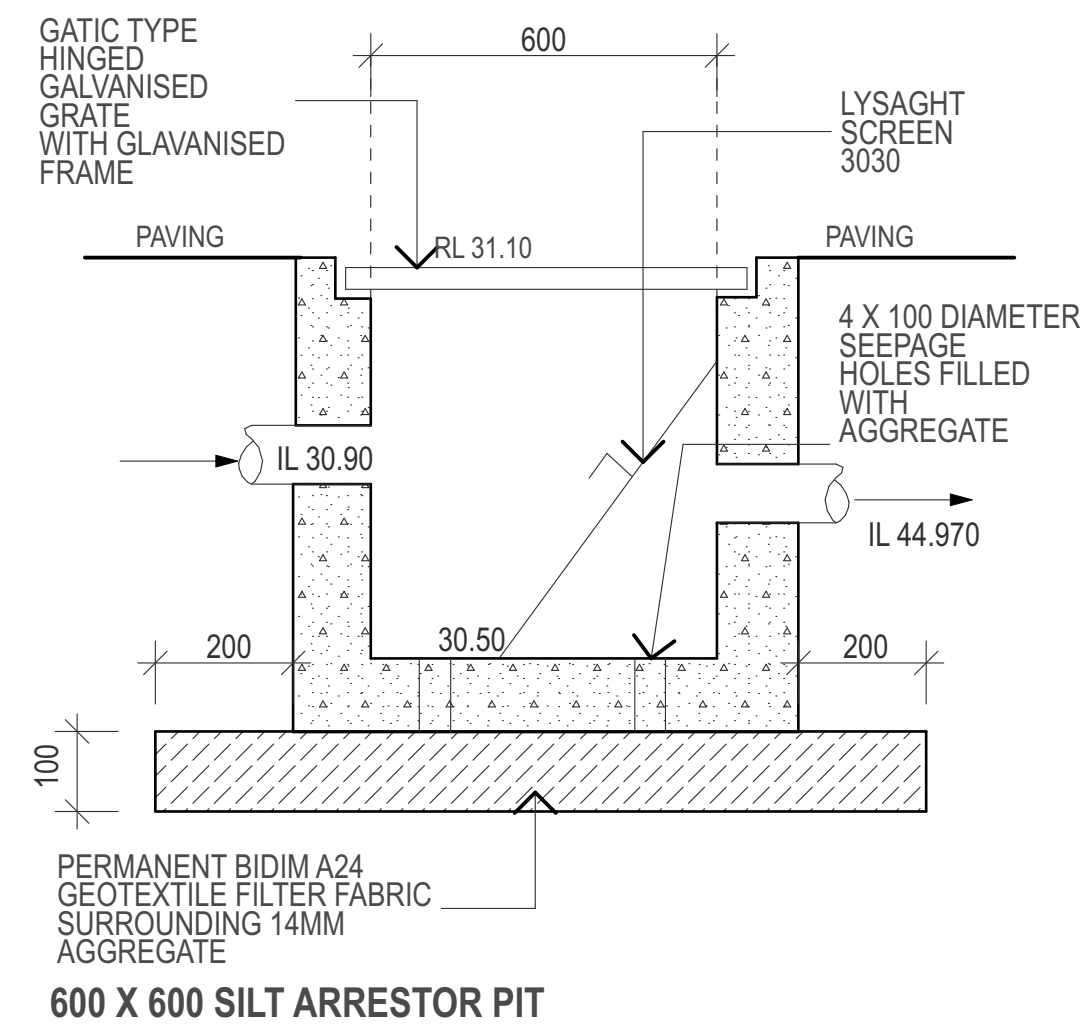 GATIC TYPE
HINGED
GALVANISED
GRATE
WITH GLAVANISED
FRAME
600
LYSAGHT
SCREEN
3030
PAVING
RL 31.10
PAVING
4 X 100 DIAMETER
SEEPAGE
HOLES FILLED
WITH
AGGREGATE
IL 30.90
IL 44.970
200
30.50
200
100
PERMANENT BIDIM A24
GEOTEXTILE FILTER FABRIC
SURROUNDING 14MM
AGGREGATE
600 X 600 SILT ARRESTOR PIT